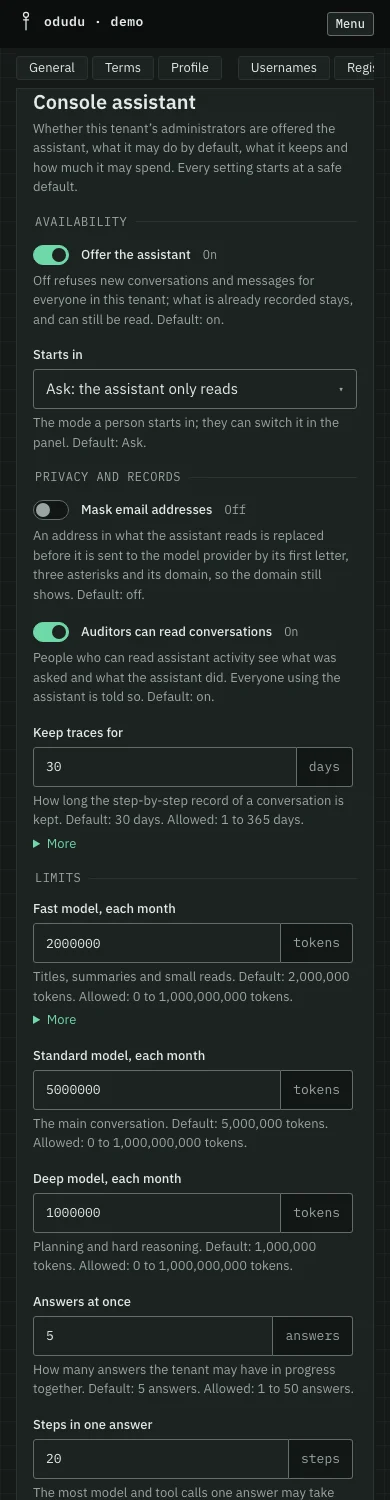 odudu · demo
Menu
General
Terms
Profile
Usernames
Regis
Console assistant
Whether this tenant's administrators are offered the
assistant, what it may do by default, what it keeps and
how much it may spend. Every setting starts at a safe
default.
AVAILABILITY
Offer the assistant On
Off refuses new conversations and messages for
everyone in this tenant; what is already recorded stays,
and can still be read. Default: on.
Starts in
Ask: the assistant only reads
The mode a person starts in; they can switch it in the
panel. Default: Ask.
PRIVACY AND RECORDS
Mask email addresses Off
An address in what the assistant reads is replaced
before it is sent to the model provider by its first letter,
three asterisks and its domain, so the domain still
shows. Default: off.
Auditors can read conversations On
People who can read assistant activity see what was
asked and what the assistant did. Everyone using the
assistant is told so. Default: on.
Keep traces for
30 days
How long the step-by-step record of a conversation is
kept. Default: 30 days. Allowed: 1 to 365 days.
More
LIMITS
Fast model, each month
2000000 tokens
Titles, summaries and small reads. Default: 2,000,000
tokens. Allowed: 0 to 1,000,000,000 tokens.
More
Standard model, each month
5000000 tokens
The main conversation. Default: 5,000,000 tokens.
Allowed: 0 to 1,000,000,000 tokens.
Deep model, each month
1000000 tokens
Planning and hard reasoning. Default: 1,000,000
tokens. Allowed: 0 to 1,000,000,000 tokens.
Answers at once
5 answers
How many answers the tenant may have in progress
together. Default: 5 answers. Allowed: 1 to 50 answers.
Steps in one answer
20 steps
The most model and tool calls one answer may take